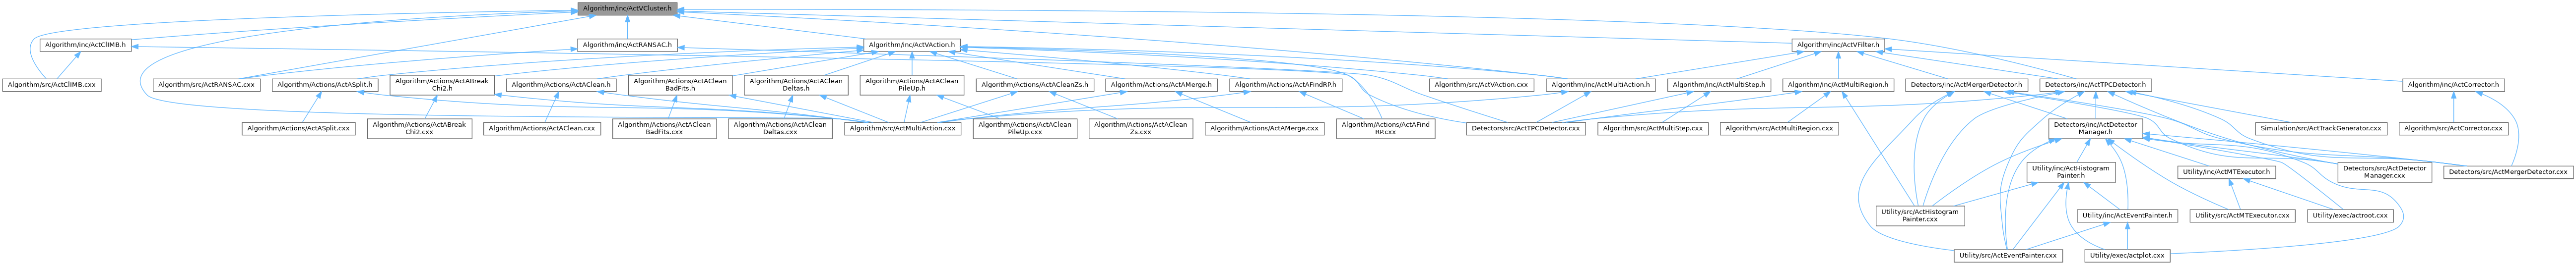 Algorithm/inc/ActVCluster.h
Algorithm/inc/ActClIMB.h
Algorithm/inc/ActRANSAC.h
Algorithm/inc/ActVAction.h
Algorithm/inc/ActVFilter.h
Algorithm/src/ActClIMB.cxx
Algorithm/src/ActRANSAC.cxx
Algorithm/Actions/ActASplit.h
Algorithm/Actions/ActABreak
Chi2.h
Algorithm/Actions/ActAClean.h
Algorithm/Actions/ActAClean
BadFits.h
Algorithm/Actions/ActAClean
Deltas.h
Algorithm/Actions/ActAClean
PileUp.h
Algorithm/Actions/ActACleanZs.h
Algorithm/Actions/ActAMerge.h
Algorithm/Actions/ActAFindRP.h
Algorithm/src/ActVAction.cxx
Algorithm/inc/ActMultiAction.h
Algorithm/inc/ActMultiStep.h
Algorithm/inc/ActMultiRegion.h
Detectors/inc/ActMergerDetector.h
Detectors/inc/ActTPCDetector.h
Algorithm/inc/ActCorrector.h
Algorithm/Actions/ActASplit.cxx
Algorithm/Actions/ActABreak
Chi2.cxx
Algorithm/Actions/ActAClean.cxx
Algorithm/Actions/ActAClean
BadFits.cxx
Algorithm/Actions/ActAClean
Deltas.cxx
Algorithm/src/ActMultiAction.cxx
Algorithm/Actions/ActAClean
PileUp.cxx
Algorithm/Actions/ActAClean
Zs.cxx
Algorithm/Actions/ActAMerge.cxx
Algorithm/Actions/ActAFind
RP.cxx
Detectors/src/ActTPCDetector.cxx
Algorithm/src/ActMultiStep.cxx
Algorithm/src/ActMultiRegion.cxx
Detectors/inc/ActDetector
Manager.h
Simulation/src/ActTrackGenerator.cxx
Algorithm/src/ActCorrector.cxx
Utility/inc/ActHistogram
Painter.h
Utility/inc/ActMTExecutor.h
Detectors/src/ActDetector
Manager.cxx
Detectors/src/ActMergerDetector.cxx
Utility/src/ActHistogram
Painter.cxx
Utility/inc/ActEventPainter.h
Utility/src/ActMTExecutor.cxx
Utility/exec/actroot.cxx
Utility/src/ActEventPainter.cxx
Utility/exec/actplot.cxx